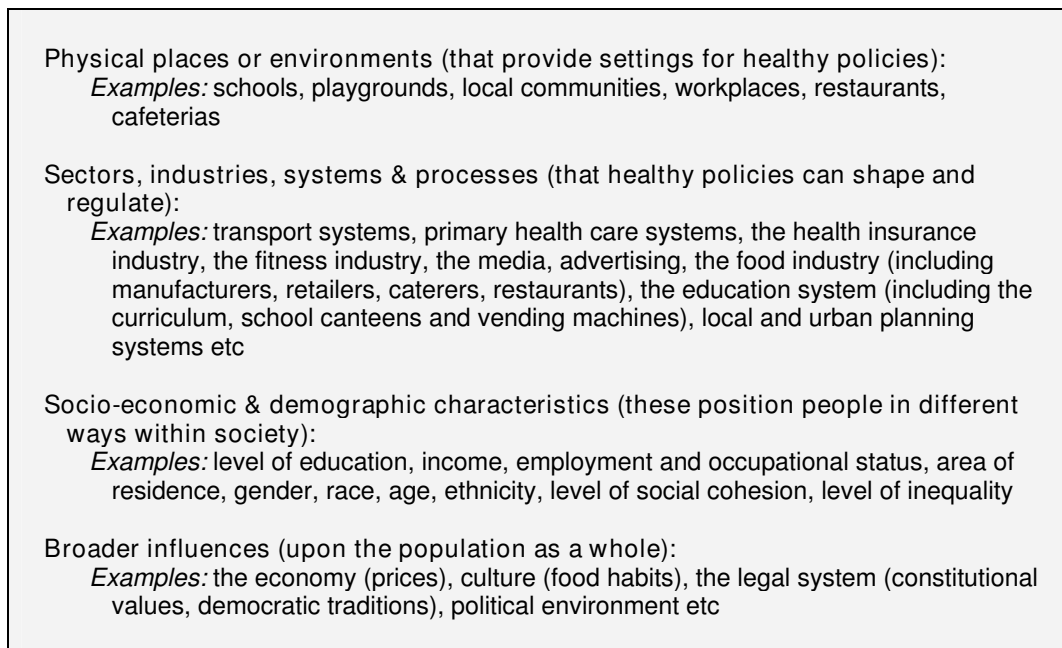 Physical places or environments (that provide settings for healthy policies):
Examples: schools, playgrounds, local communities, workplaces, restaurants,
cafeterias
Sectors, industries, systems & processes (that healthy policies can shape and
regulate):
Examples: transport systems, primary health care systems, the health insurance
industry, the fitness industry, the media, advertising, the food industry (including
manufacturers, retailers, caterers, restaurants), the education system (including the
curriculum, school canteens and vending machines), local and urban planning
systems etc
Socio-economic & demographic characteristics (these position people in different
ways within society):
Examples: level of education, income, employment and occupational status, area of
residence, gender, race, age, ethnicity, level of social cohesion, level of inequality
Broader influences (upon the population as a whole):
Examples: the economy (prices), culture (food habits), the legal system (constitutional
values, democratic traditions), political environment etc